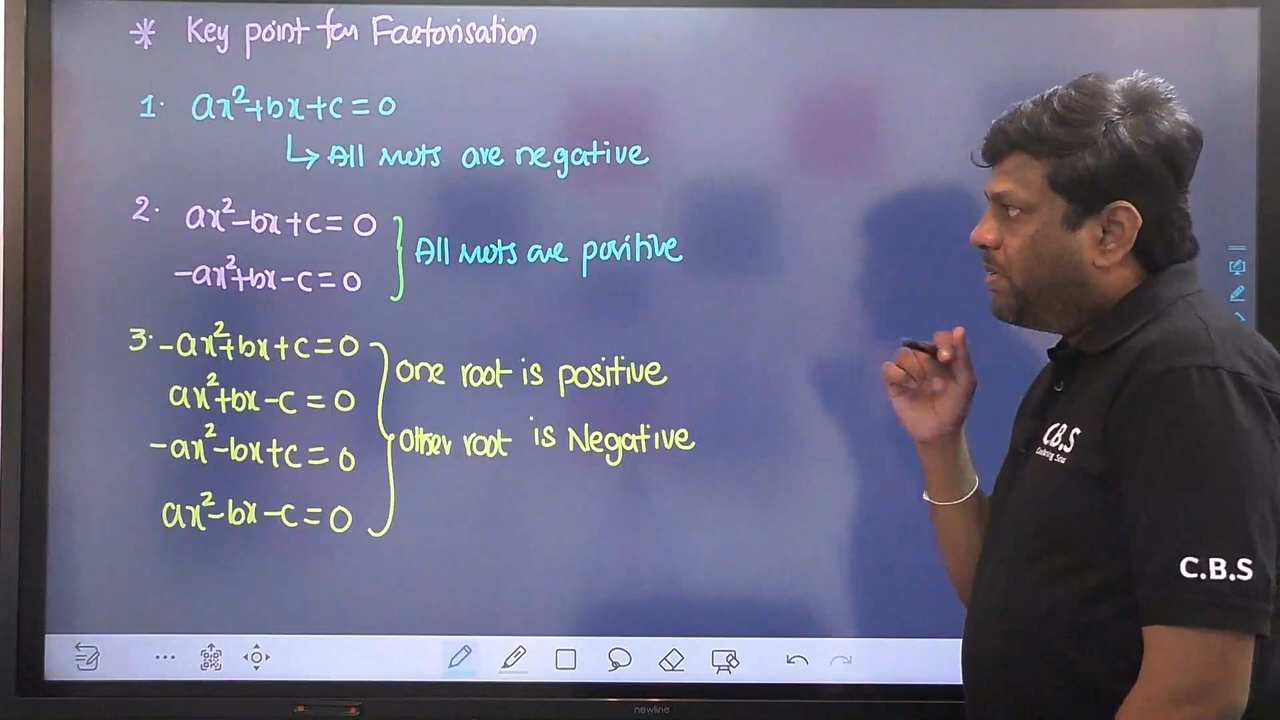 * Key point for Factorisation
1. ax²+bx+c=0
↳ All roots are negative
2. ax²-bx+c=0
-ax²+bx-c=0
All roots are positive
3. -ax²+bx+c=0
ax²+bx-c=0
-ax²-bx+c=0
ax²-bx-c=0
one root is positive
other root is Negative
C.B.S
C.B.S
newline